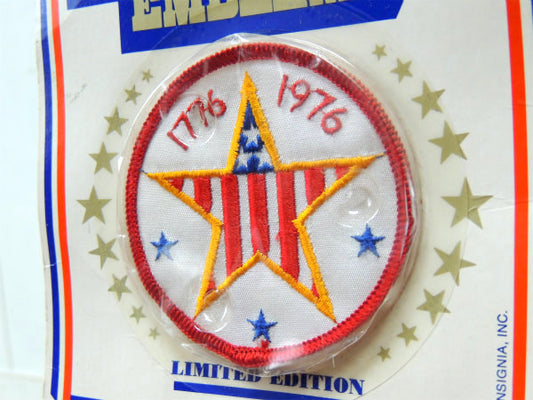 1776 1976
LIMITED EDITION
INSIGNIA, INC.